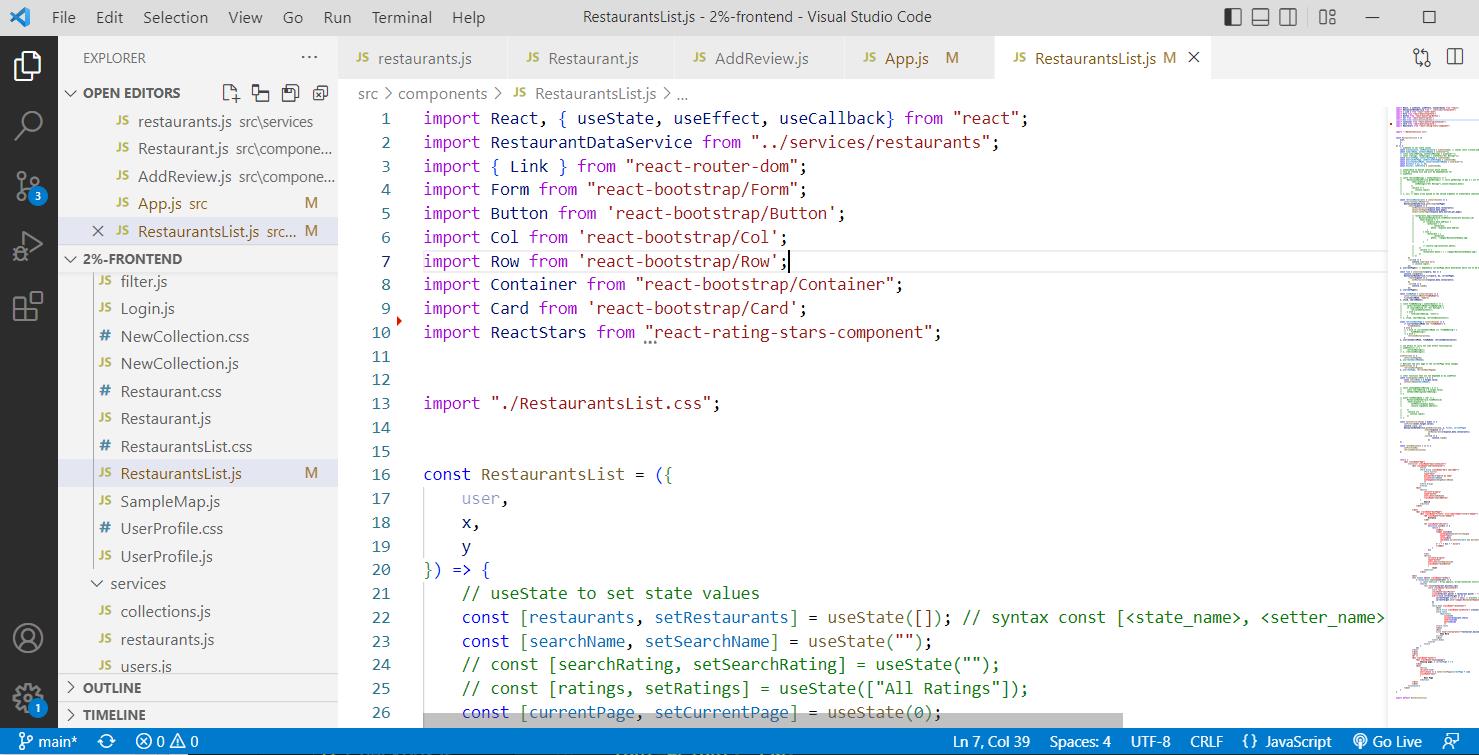 File Edit Selection View Go Run Terminal Help RestaurantsList.js - 2%-frontend - Visual Studio Code
EXPLORER ...
OPEN EDITORS
JS restaurants.js src\services
JS Restaurant.js src\compone...
JS AddReview.js src\compone...
JS App.js src M
JS RestaurantsList.js src... M
2%-FRONTEND
JS filter.js
JS Login.js
# NewCollection.css
JS NewCollection.js
# Restaurant.css
JS Restaurant.js
# RestaurantsList.css
JS RestaurantsList.js M
JS SampleMap.js
# UserProfile.css
JS UserProfile.js
services
JS collections.js
JS restaurants.js
JS users.js
OUTLINE
TIMELINE
3
1
JS restaurants.js JS Restaurant.js JS AddReview.js JS App.js M JS RestaurantsList.js M
src > components > JS RestaurantsList.js > ...
1 import React, { useState, useEffect, useCallback} from "react";
2 import RestaurantDataService from "../services/restaurants";
3 import { Link } from "react-router-dom";
4 import Form from "react-bootstrap/Form";
5 import Button from 'react-bootstrap/Button';
6 import Col from 'react-bootstrap/Col';
7 import Row from 'react-bootstrap/Row';
8 import Container from "react-bootstrap/Container";
9 import Card from 'react-bootstrap/Card';
10 import ReactStars from "react-rating-stars-component";
11
12
13 import "./RestaurantsList.css";
14
15
16 const RestaurantsList = ({
17 user,
18 x,
19 y
20 }) => {
21 // useState to set state values
22 const [restaurants, setRestaurants] = useState([]); // syntax const [<state_name>, <setter_name>
23 const [searchName, setSearchName] = useState("");
24 // const [searchRating, setSearchRating] = useState("");
25 // const [ratings, setRatings] = useState(["All Ratings"]);
26 const [currentPage, setCurrentPage] = useState(0);
main* 0 0 Ln 7, Col 39 Spaces: 4 UTF-8 CRLF {} JavaScript Go Live